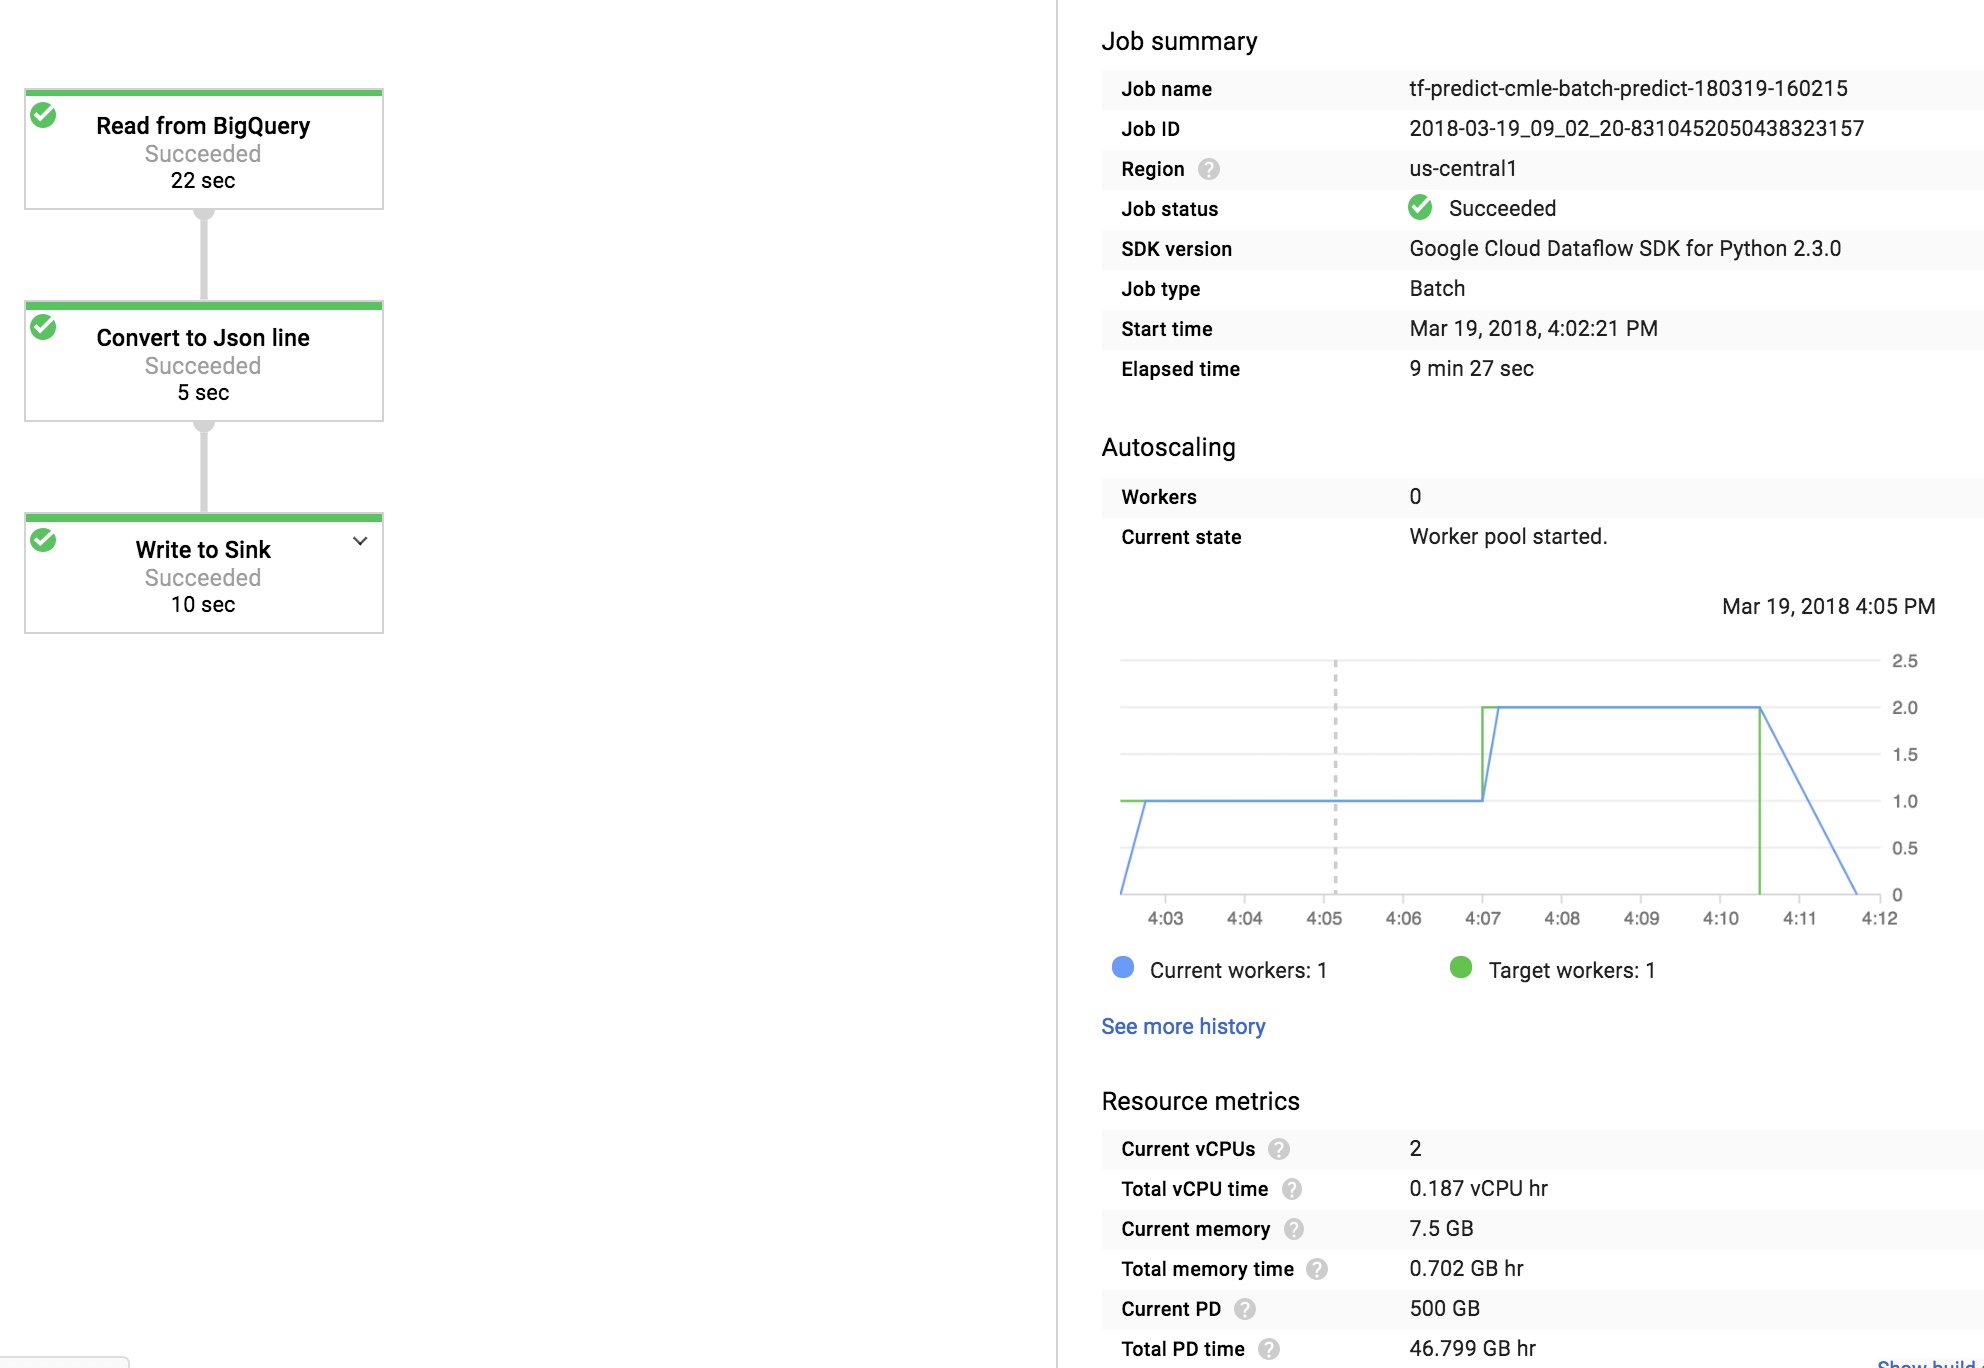 Read from BigQuery
Succeeded
22 sec
Convert to Json line
Succeeded
5 sec
Write to Sink
Succeeded
10 sec
Job summary
Job name tf-predict-cmle-batch-predict-180319-160215
Job ID 2018-03-19_09_02_20-8310452050438323157
Region ? us-central1
Job status Succeeded
SDK version Google Cloud Dataflow SDK for Python 2.3.0
Job type Batch
Start time Mar 19, 2018, 4:02:21 PM
Elapsed time 9 min 27 sec
Autoscaling
Workers 0
Current state Worker pool started.
Mar 19, 2018 4:05 PM
2.5
2.0
1.5
1.0
0.5
0
4:03 4:04 4:05 4:06 4:07 4:08 4:09 4:10 4:11 4:12
Current workers: 1 Target workers: 1
See more history
Resource metrics
Current vCPUs ? 2
Total vCPU time ? 0.187 vCPU hr
Current memory ? 7.5 GB
Total memory time ? 0.702 GB hr
Current PD ? 500 GB
Total PD time ? 46.799 GB hr
Show build